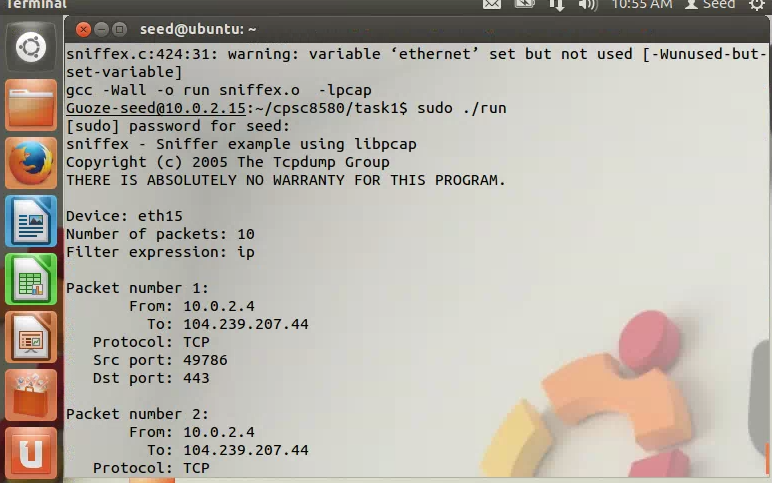 Terminal
10:55 AM
Seed
seed@ubuntu: ~
sniffex.c:424:31: warning: variable ‘ethernet’ set but not used [-Wunused-but-
set-variable]
gcc -Wall -o run sniffex.o  -lpcap
Guoze-seed@10.0.2.15:~/cpsc8580/task1$ sudo ./run
[sudo] password for seed:
sniffex - Sniffer example using libpcap
Copyright (c) 2005 The Tcpdump Group
THERE IS ABSOLUTELY NO WARRANTY FOR THIS PROGRAM.
Device: eth15
Number of packets: 10
Filter expression: ip
Packet number 1:
From: 10.0.2.4
To: 104.239.207.44
Protocol: TCP
Src port: 49786
Dst port: 443
Packet number 2:
From: 10.0.2.4
To: 104.239.207.44
Protocol: TCP